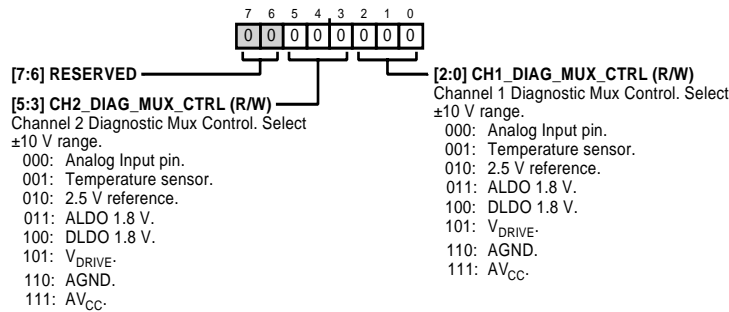 7 6 5 4 3 2 1 0
0 0 0 0 0 0 0 0
[7:6] RESERVED
[5:3] CH2_DIAG_MUX_CTRL (R/W)
Channel 2 Diagnostic Mux Control. Select
±10 V range.
000: Analog Input pin.
001: Temperature sensor.
010: 2.5 V reference.
011: ALDO 1.8 V.
100: DLDO 1.8 V.
101: VDRIVE.
110: AGND.
111: AVCC.
[2:0] CH1_DIAG_MUX_CTRL (R/W)
Channel 1 Diagnostic Mux Control. Select
±10 V range.
000: Analog Input pin.
001: Temperature sensor.
010: 2.5 V reference.
011: ALDO 1.8 V.
100: DLDO 1.8 V.
101: VDRIVE.
110: AGND.
111: AVCC.